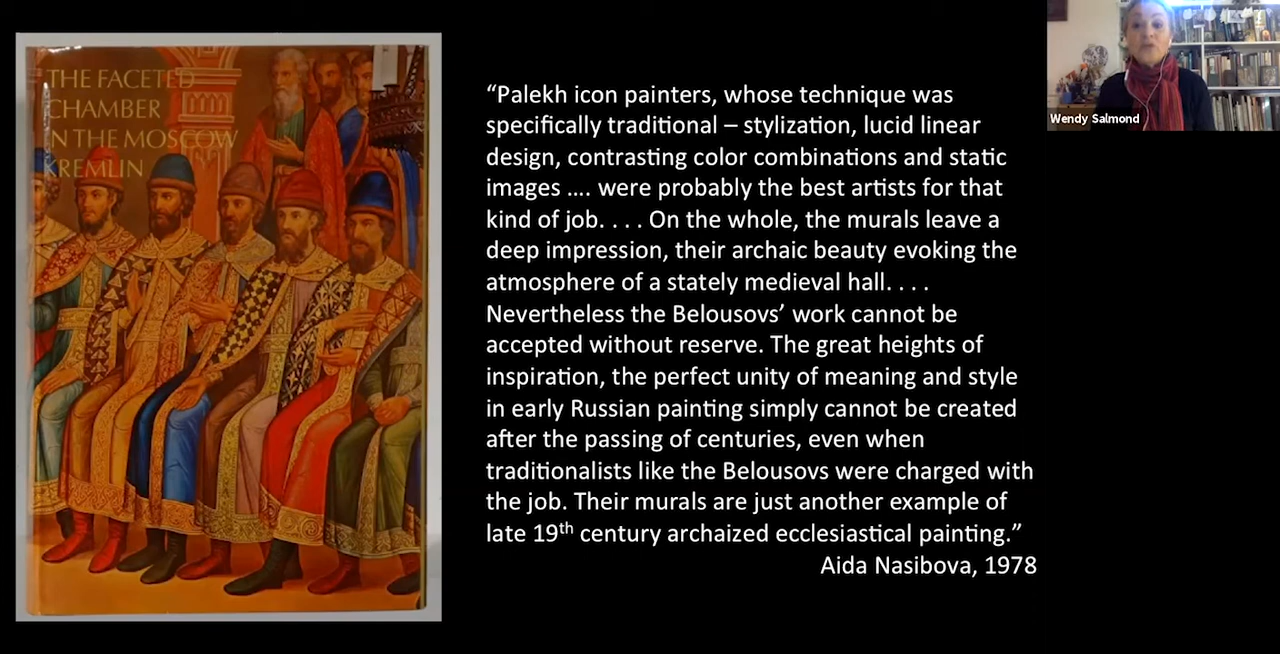 THE FACETED
CHAMBER
IN THE MOSCOW
KREMLIN
“Palekh icon painters, whose technique was
specifically traditional – stylization, lucid linear
design, contrasting color combinations and static
images .... were probably the best artists for that
kind of job. . . . On the whole, the murals leave a
deep impression, their archaic beauty evoking the
atmosphere of a stately medieval hall. . . .
Nevertheless the Belousovs’ work cannot be
accepted without reserve. The great heights of
inspiration, the perfect unity of meaning and style
in early Russian painting simply cannot be created
after the passing of centuries, even when
traditionalists like the Belousovs were charged with
the job. Their murals are just another example of
late 19th century archaized ecclesiastical painting.”
Aida Nasibova, 1978
Wendy Salmond